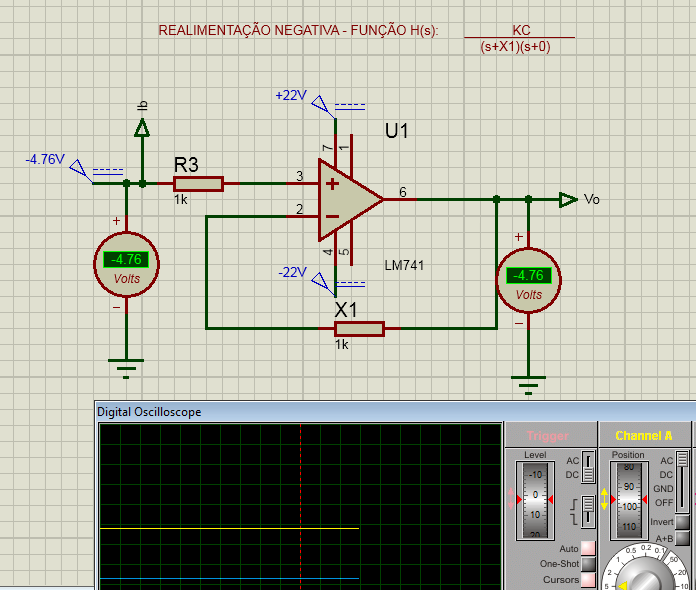 REALIMENTAÇÃO NEGATIVA - FUNÇÃO H(s):
KC
(s+X1)(s+0)
Ib
+22V
U1
-4.76V
R3
7
1
3
6
Vo
1k
2
+
-4.76
Volts
4
5
-22V
LM741
+
-4.76
Volts
X1
1k
Digital Oscilloscope
Trigger
Channel A
Level
Position
AC
DC
-10
0
10
20
80
90
100
110
AC
DC
GND
OFF
Invert
A+B
Auto
One-Shot
Cursors
0.5
0.2
0.1
50
1
2
5
20
10